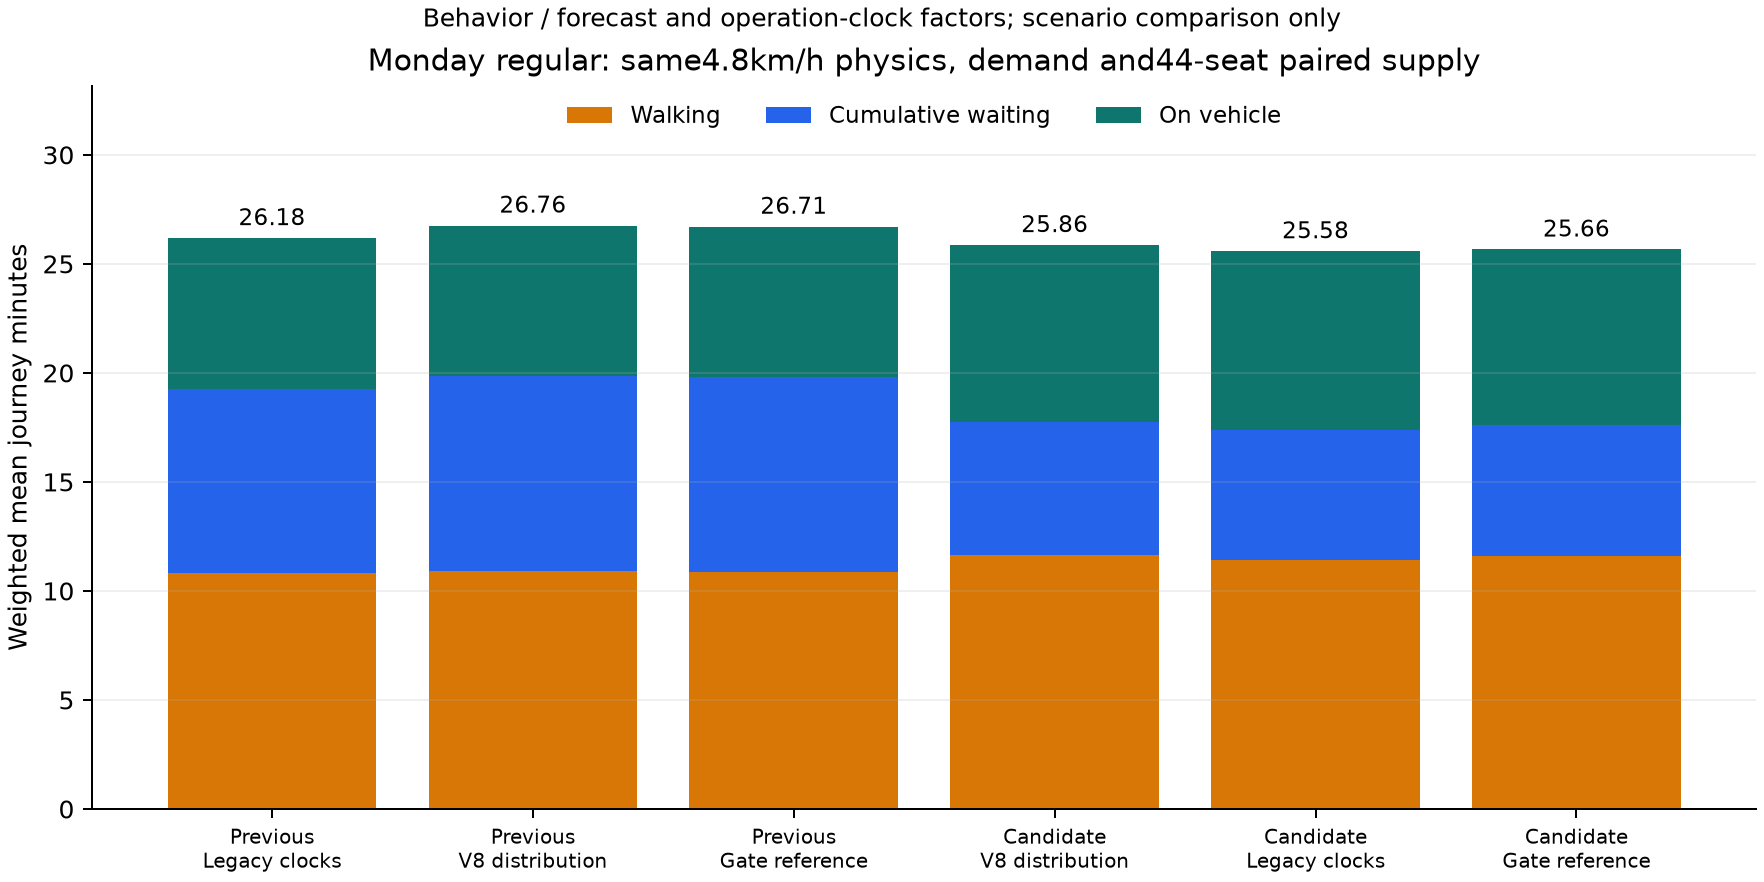 Behavior / forecast and operation-clock factors; scenario comparison only
Monday regular: same4.8km/h physics, demand and44-seat paired supply
Walking
Cumulative waiting
On vehicle
Weighted mean journey minutes
30
25
20
15
10
5
0
26.18
26.76
26.71
25.86
25.58
25.66
Previous
Legacy clocks
Previous
V8 distribution
Previous
Gate reference
Candidate
V8 distribution
Candidate
Legacy clocks
Candidate
Gate reference